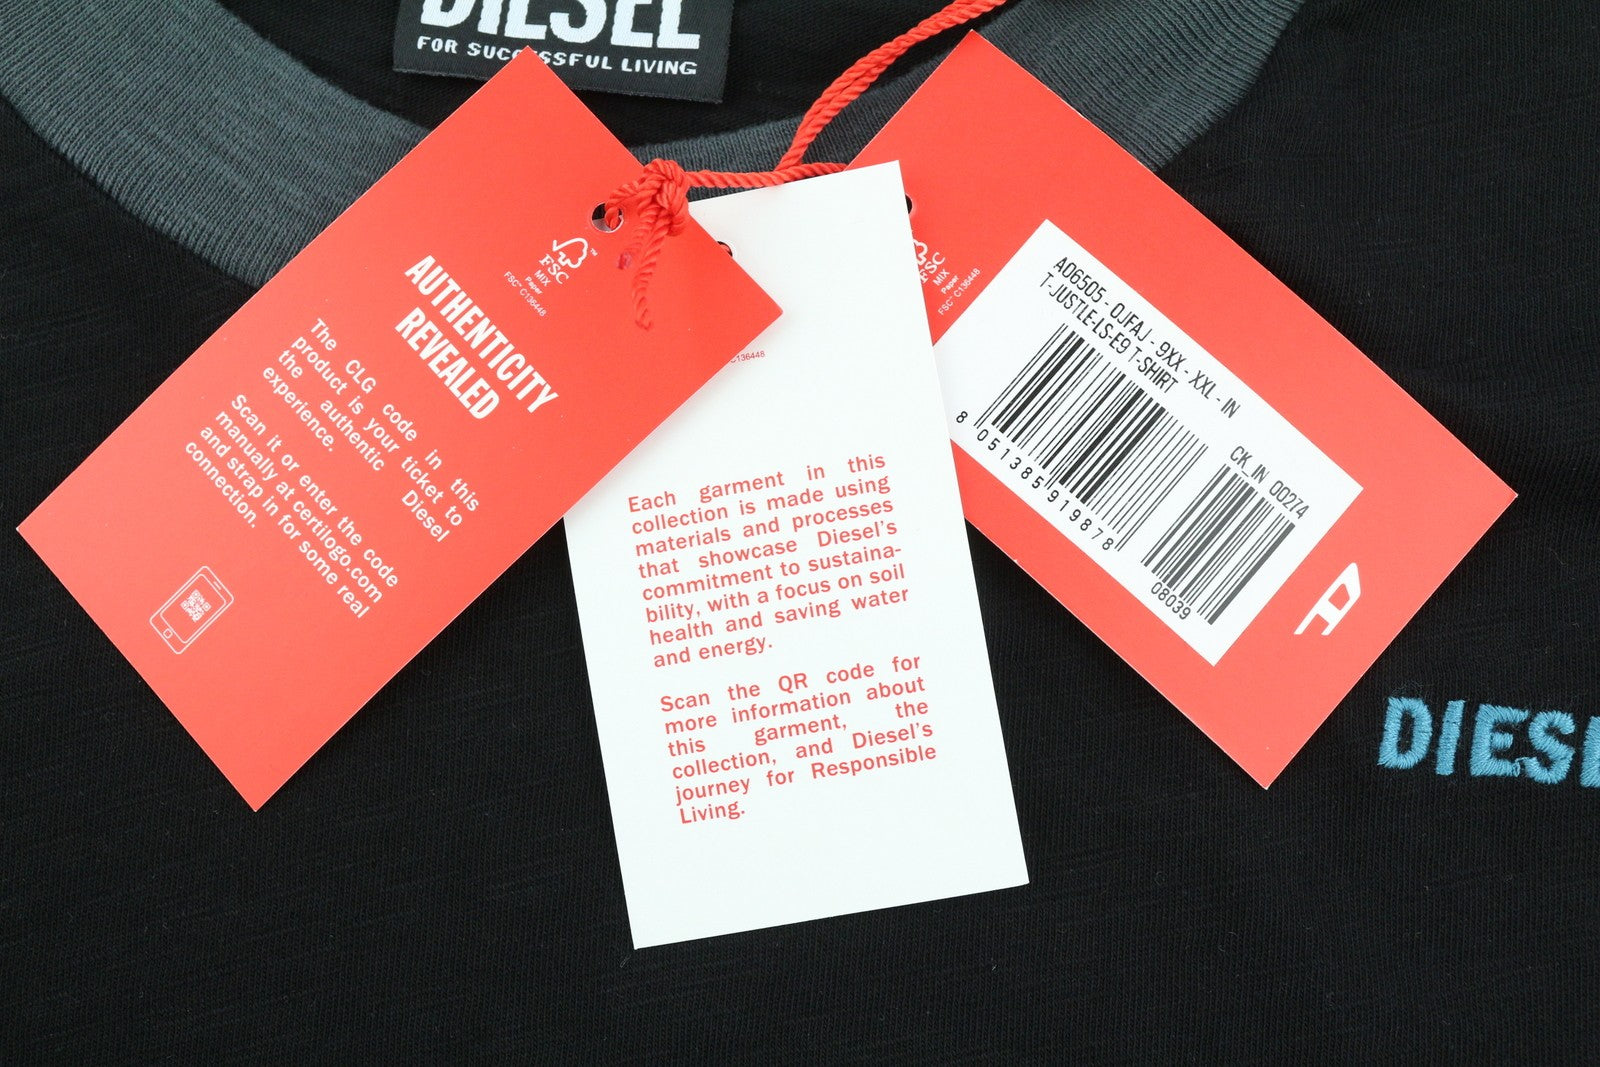 DIESEL
FOR SUCCESSFUL LIVING
FSC™
MIX
Paper
FSC™ C136448
AUTHENTICITY
REVEALED
The CLG code in this
product is your ticket to
the authentic Diesel
experience.
Scan it or enter the code
manually at certilogo.com
and strap in for some real
connection.
C136448
Each garment in this
collection is made using
materials and processes
that showcase Diesel's
commitment to sustaina-
bility, with a focus on soil
health and saving water
and energy.
Scan the QR code for
more information about
this garment, the
collection, and Diesel's
journey for Responsible
Living.
FSC
MIX
Paper
FSC™ C136448
A06505 - 0JFAJ - 9XX - XXL - IN
T-JUSTLE-LS-E9 T-SHIRT
8 051385 919878
CK_IN 00274
08039
D
DIESE